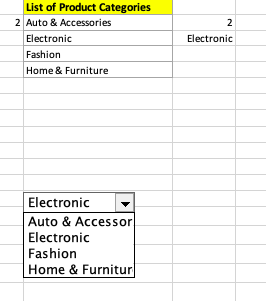 List of Product Categories
2 Auto & Accessories 2
Electronic Electronic
Fashion
Home & Furniture
Electronic
Auto & Accessor
Electronic
Fashion
Home & Furnitur